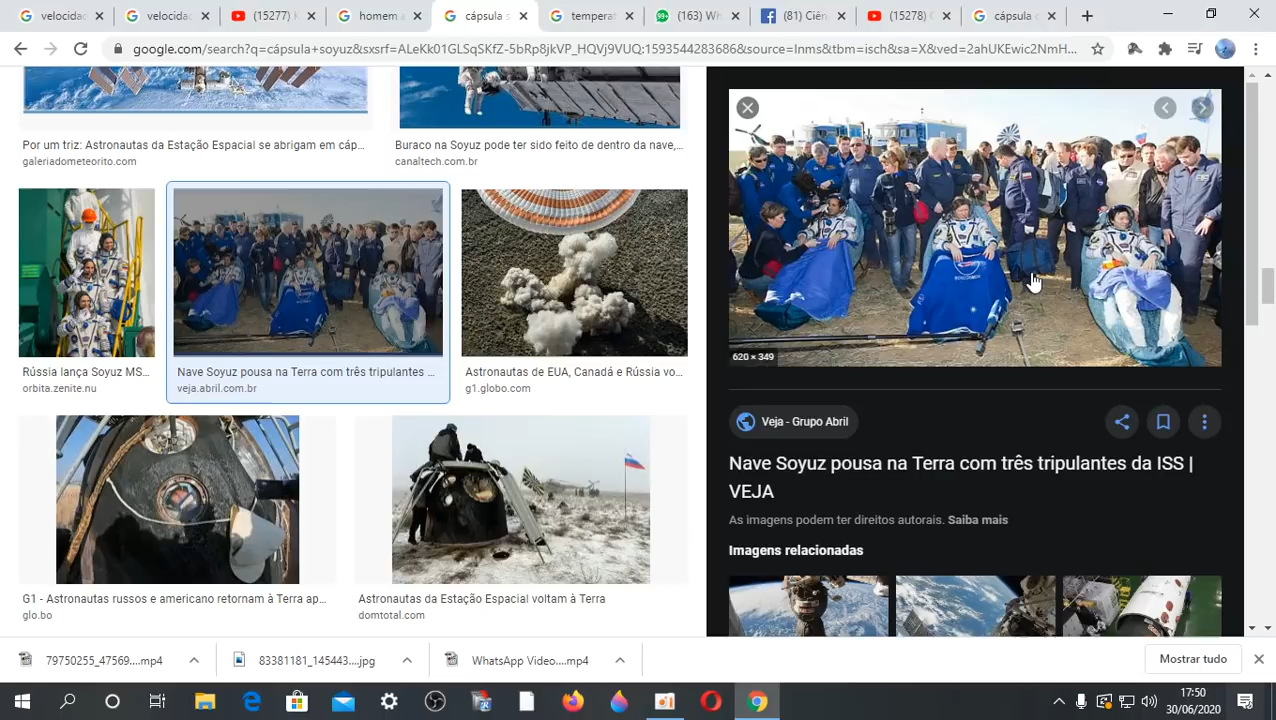 velocidad
velocidad
(15277) K
homem a
cápsula s
temperat
(163) Wh
(81) Ciên
(15278)
cápsula d
google.com/search?q=cápsula+soyuz&sxsrf=ALeKk01GLSqSKfZ-5bRp8jkVP_HQVj9VUQ:1593544283686&source=lnms&tbm=isch&sa=X&ved=2ahUKEwic2NmH...
Por um triz: Astronautas da Estação Espacial se abrigam em cáp...
galeriadometeorito.com
Buraco na Soyuz pode ter sido feito de dentro da nave,...
canaltech.com.br
Rússia lança Soyuz MS...
orbita.zenite.nu
Nave Soyuz pousa na Terra com três tripulantes ...
veja.abril.com.br
Astronautas de EUA, Canadá e Rússia vo...
g1.globo.com
G1 - Astronautas russos e americano retornam à Terra ap...
glo.bo
Astronautas da Estação Espacial voltam à Terra
domtotal.com
620 × 349
Veja - Grupo Abril
Nave Soyuz pousa na Terra com três tripulantes da ISS |
VEJA
As imagens podem ter direitos autorais. Saiba mais
Imagens relacionadas
79750255_47569....mp4
83381181_145443....jpg
WhatsApp Video....mp4
Mostrar tudo
17:50
30/06/2020